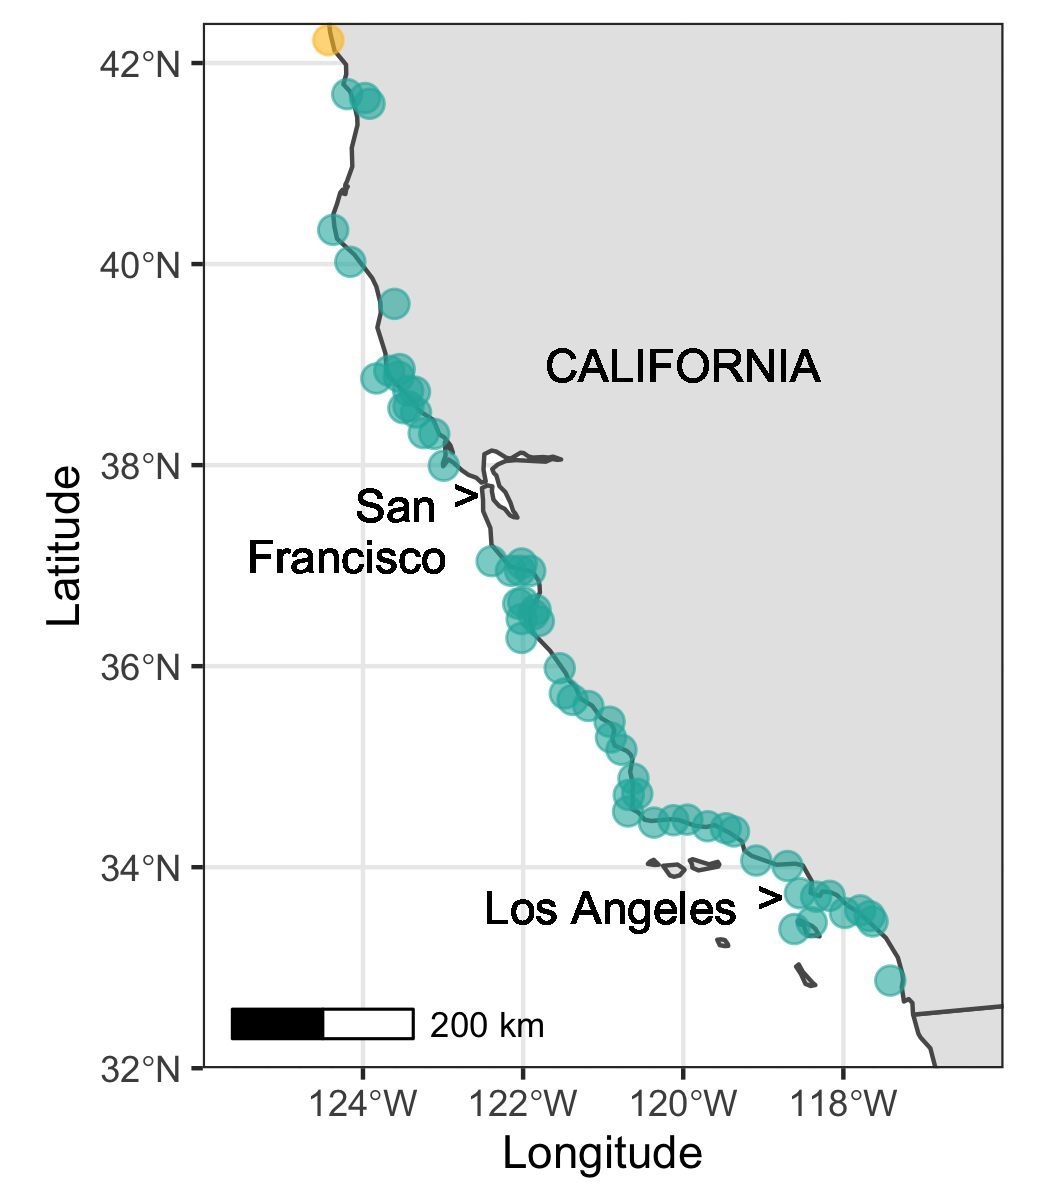 42°N
40°N
CALIFORNIA
38°N
San >
Francisco
Latitude
36°N
34°N
Los Angeles >
200 km
32°N
124°W 122°W 120°W 118°W
Longitude